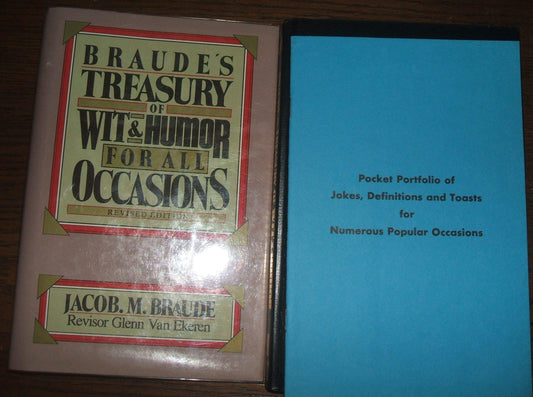 BRAUDE'S
TREASURY
OF
WIT & HUMOR
FOR ALL
OCCASIONS
REVISED EDITION
JACOB. M. BRAUDE
Revisor Glenn Van Ekeren
Pocket Portfolio of
Jokes, Definitions and Toasts
for
Numerous Popular Occasions